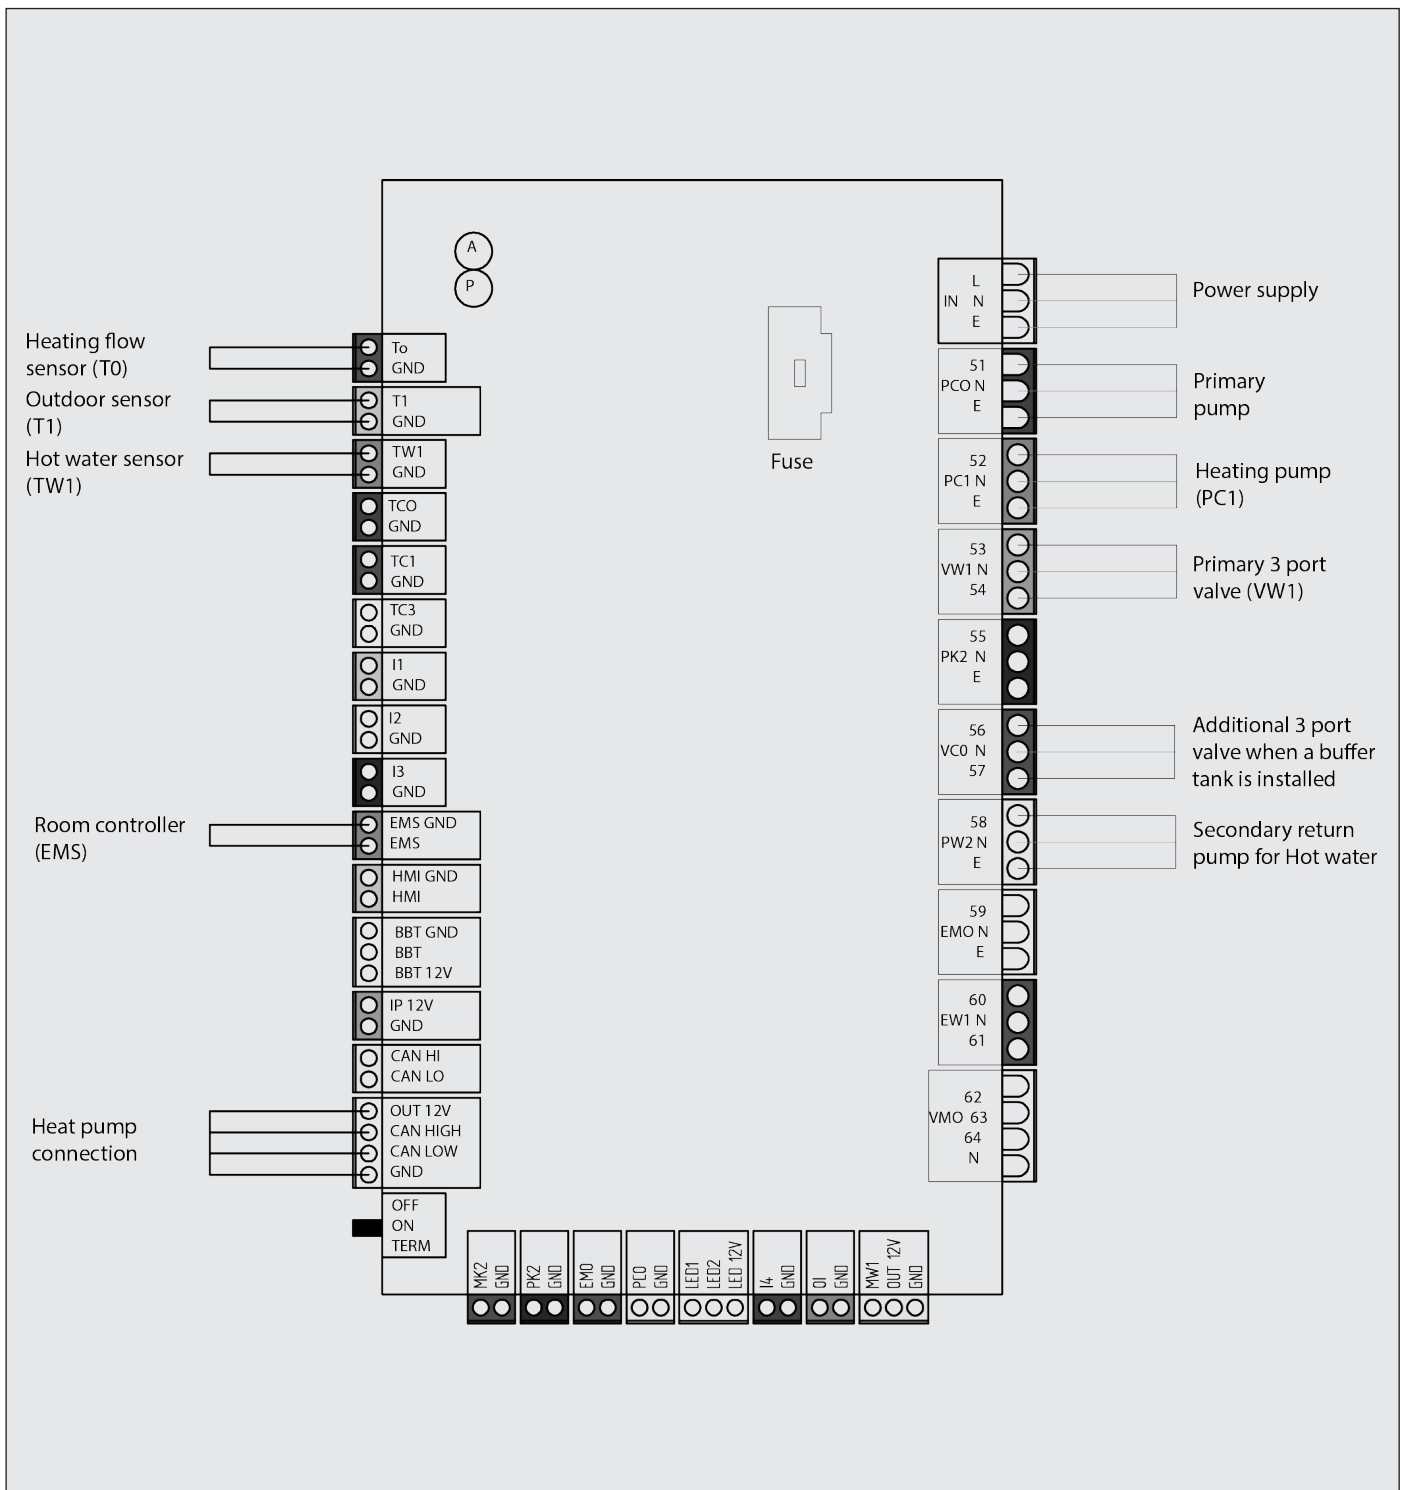 A
P
Heating flow
sensor (T0)
Outdoor sensor
(T1)
Hot water sensor
(TW1)
Room controller
(EMS)
Heat pump
connection
To
GND
T1
GND
TW1
GND
TCO
GND
TC1
GND
TC3
GND
I1
GND
I2
GND
I3
GND
EMS GND
EMS
HMI GND
HMI
BBT GND
BBT
BBT 12V
IP 12V
GND
CAN HI
CAN LO
OUT 12V
CAN HIGH
CAN LOW
GND
OFF
ON
TERM
Fuse
L
IN N
E
51
PCO N
E
52
PC1 N
E
53
VW1 N
54
55
PK2 N
E
56
VC0 N
57
58
PW2 N
E
59
EMO N
E
60
EW1 N
61
62
VMO 63
64
N
Power supply
Primary
pump
Heating pump
(PC1)
Primary 3 port
valve (VW1)
Additional 3 port
valve when a buffer
tank is installed
Secondary return
pump for Hot water
MK2
GND
PK2
GND
EM0
GND
PC0
GND
LED1
LED2
LED 12V
I4
GND
OI
GND
MW1
OUT 12V
GND